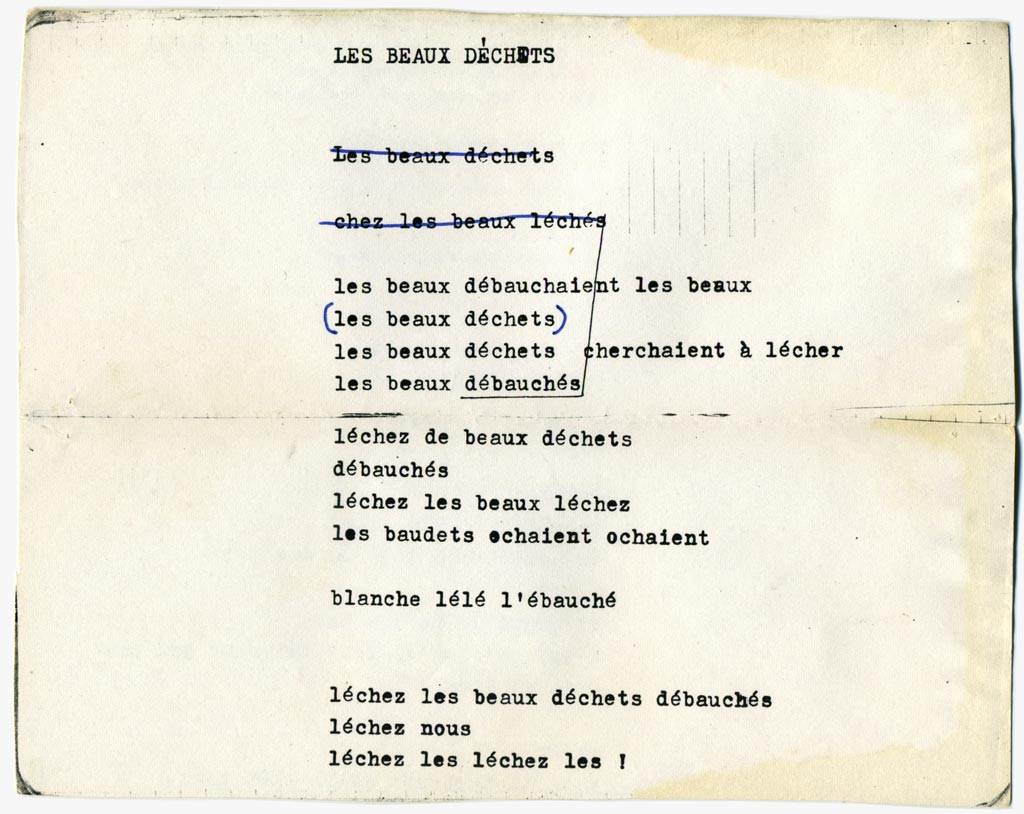 LES BEAUX DÉCHETS
Les beaux déchets
chez les beaux léchés
les beaux débauchaient les beaux
(les beaux déchets)
les beaux déchets cherchaient à lécher
les beaux débauchés
léchez de beaux déchets
débauchés
léchez les beaux léchez
les baudets echaient ochaient
blanche lélé l'ébauché
léchez les beaux déchets débauchés
léchez nous
léchez les léchez les !